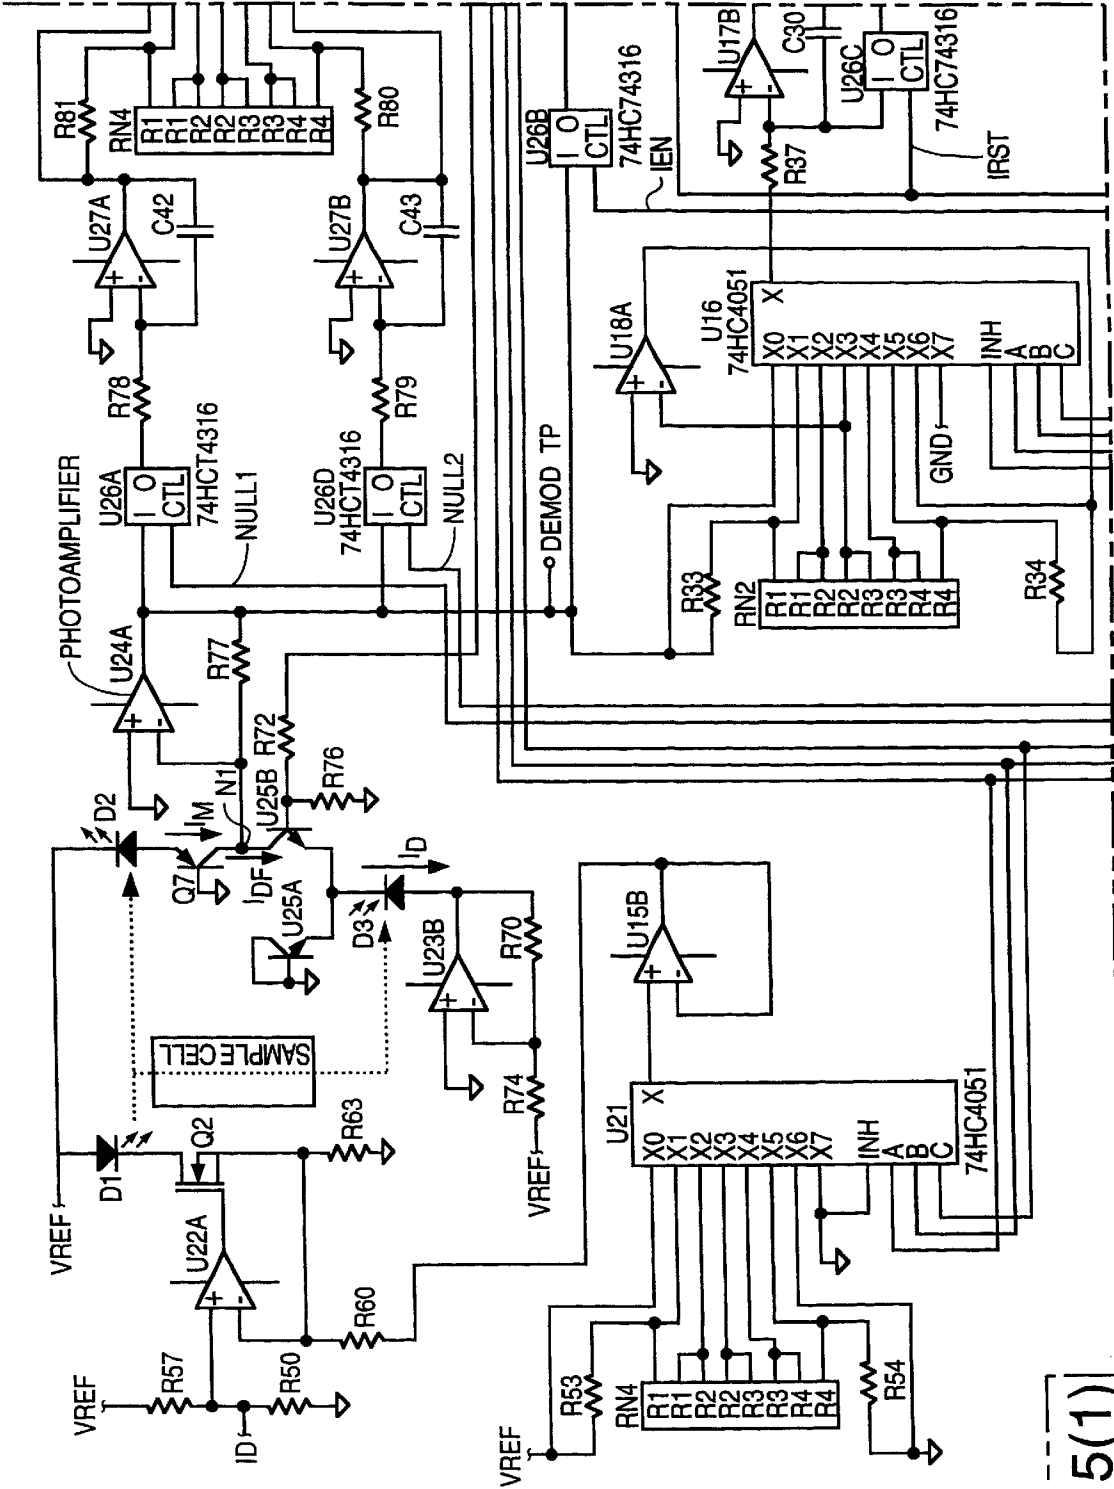 R81
RN4
R1
R1
R2
R2
R3
R3
R4
R4
R80
U27A
C42
U27B
C43
R78
R79
U26A
I O
CTL
74HCT4316
NULL1
U26D
I O
CTL
74HCT4316
NULL2
PHOTOAMPLIFIER
U24A
R77
R72
R76
DEMOD TP
U26B
I O
CTL
74HC74316
IEN
U17B
C30
U26C
I O
CTL
74HC74316
R37
IRST
U18A
U16
74HC4051
X
X0
X1
X2
X3
X4
X5
X6
X7
INH
A
B
C
GND
R33
RN2
R1
R1
R2
R2
R3
R3
R4
R4
R34
VREF
D1
D2
IM
N1
Q7
IDF
U25B
U25A
D3
ID
U23B
R70
R74
VREF
SAMPLE CELL
Q2
R63
U22A
R60
VREF
R57
R50
ID
U15B
U21
X
X0
X1
X2
X3
X4
X5
X6
X7
INH
A
B
C
74HC4051
VREF
R53
RN4
R1
R1
R2
R2
R3
R3
R4
R4
R54
5(1)